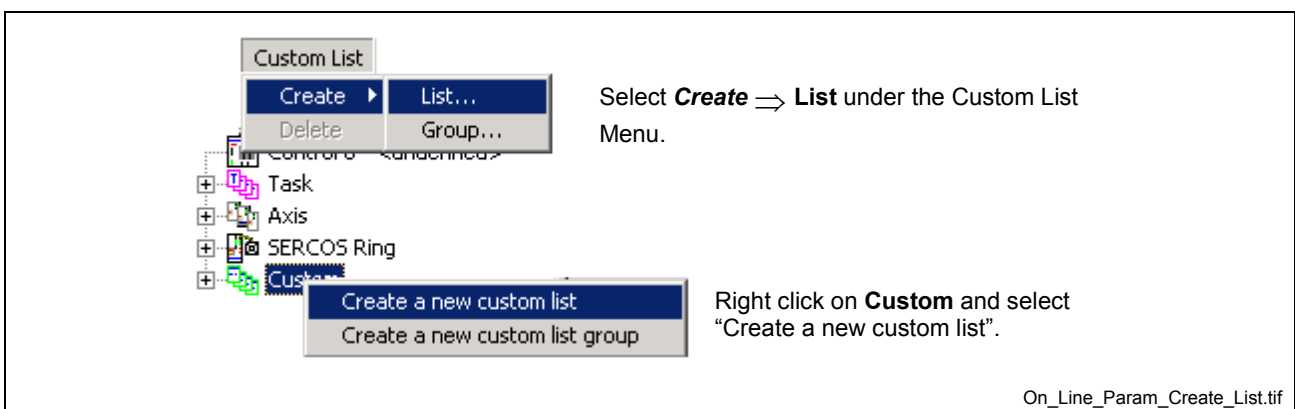 Custom List
Create
List...
Delete
Group...
Select Create ⇒ List under the Custom List
Menu.
Task
Axis
SERCOS Ring
Custom
Create a new custom list
Create a new custom list group
Right click on Custom and select
“Create a new custom list”.
On_Line_Param_Create_List.tif